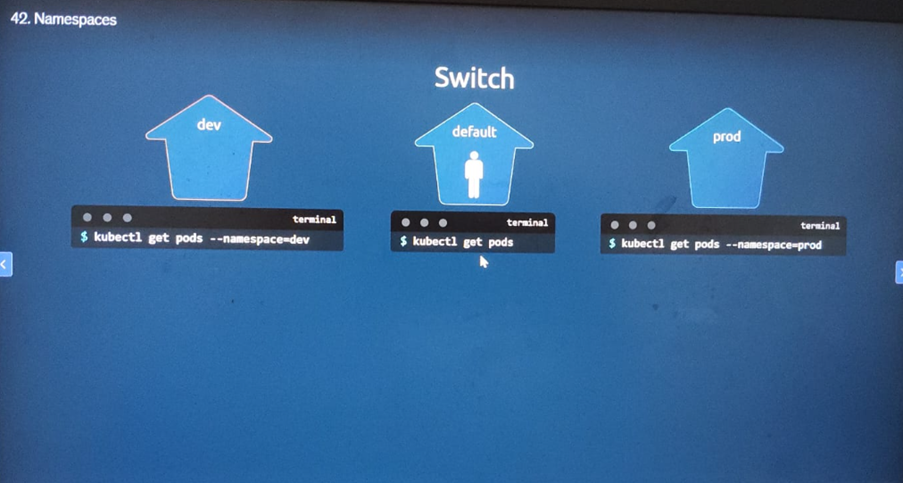 42. Namespaces
Switch
dev
default
prod
terminal
$ kubectl get pods --namespace=dev
terminal
$ kubectl get pods
terminal
$ kubectl get pods --namespace=prod